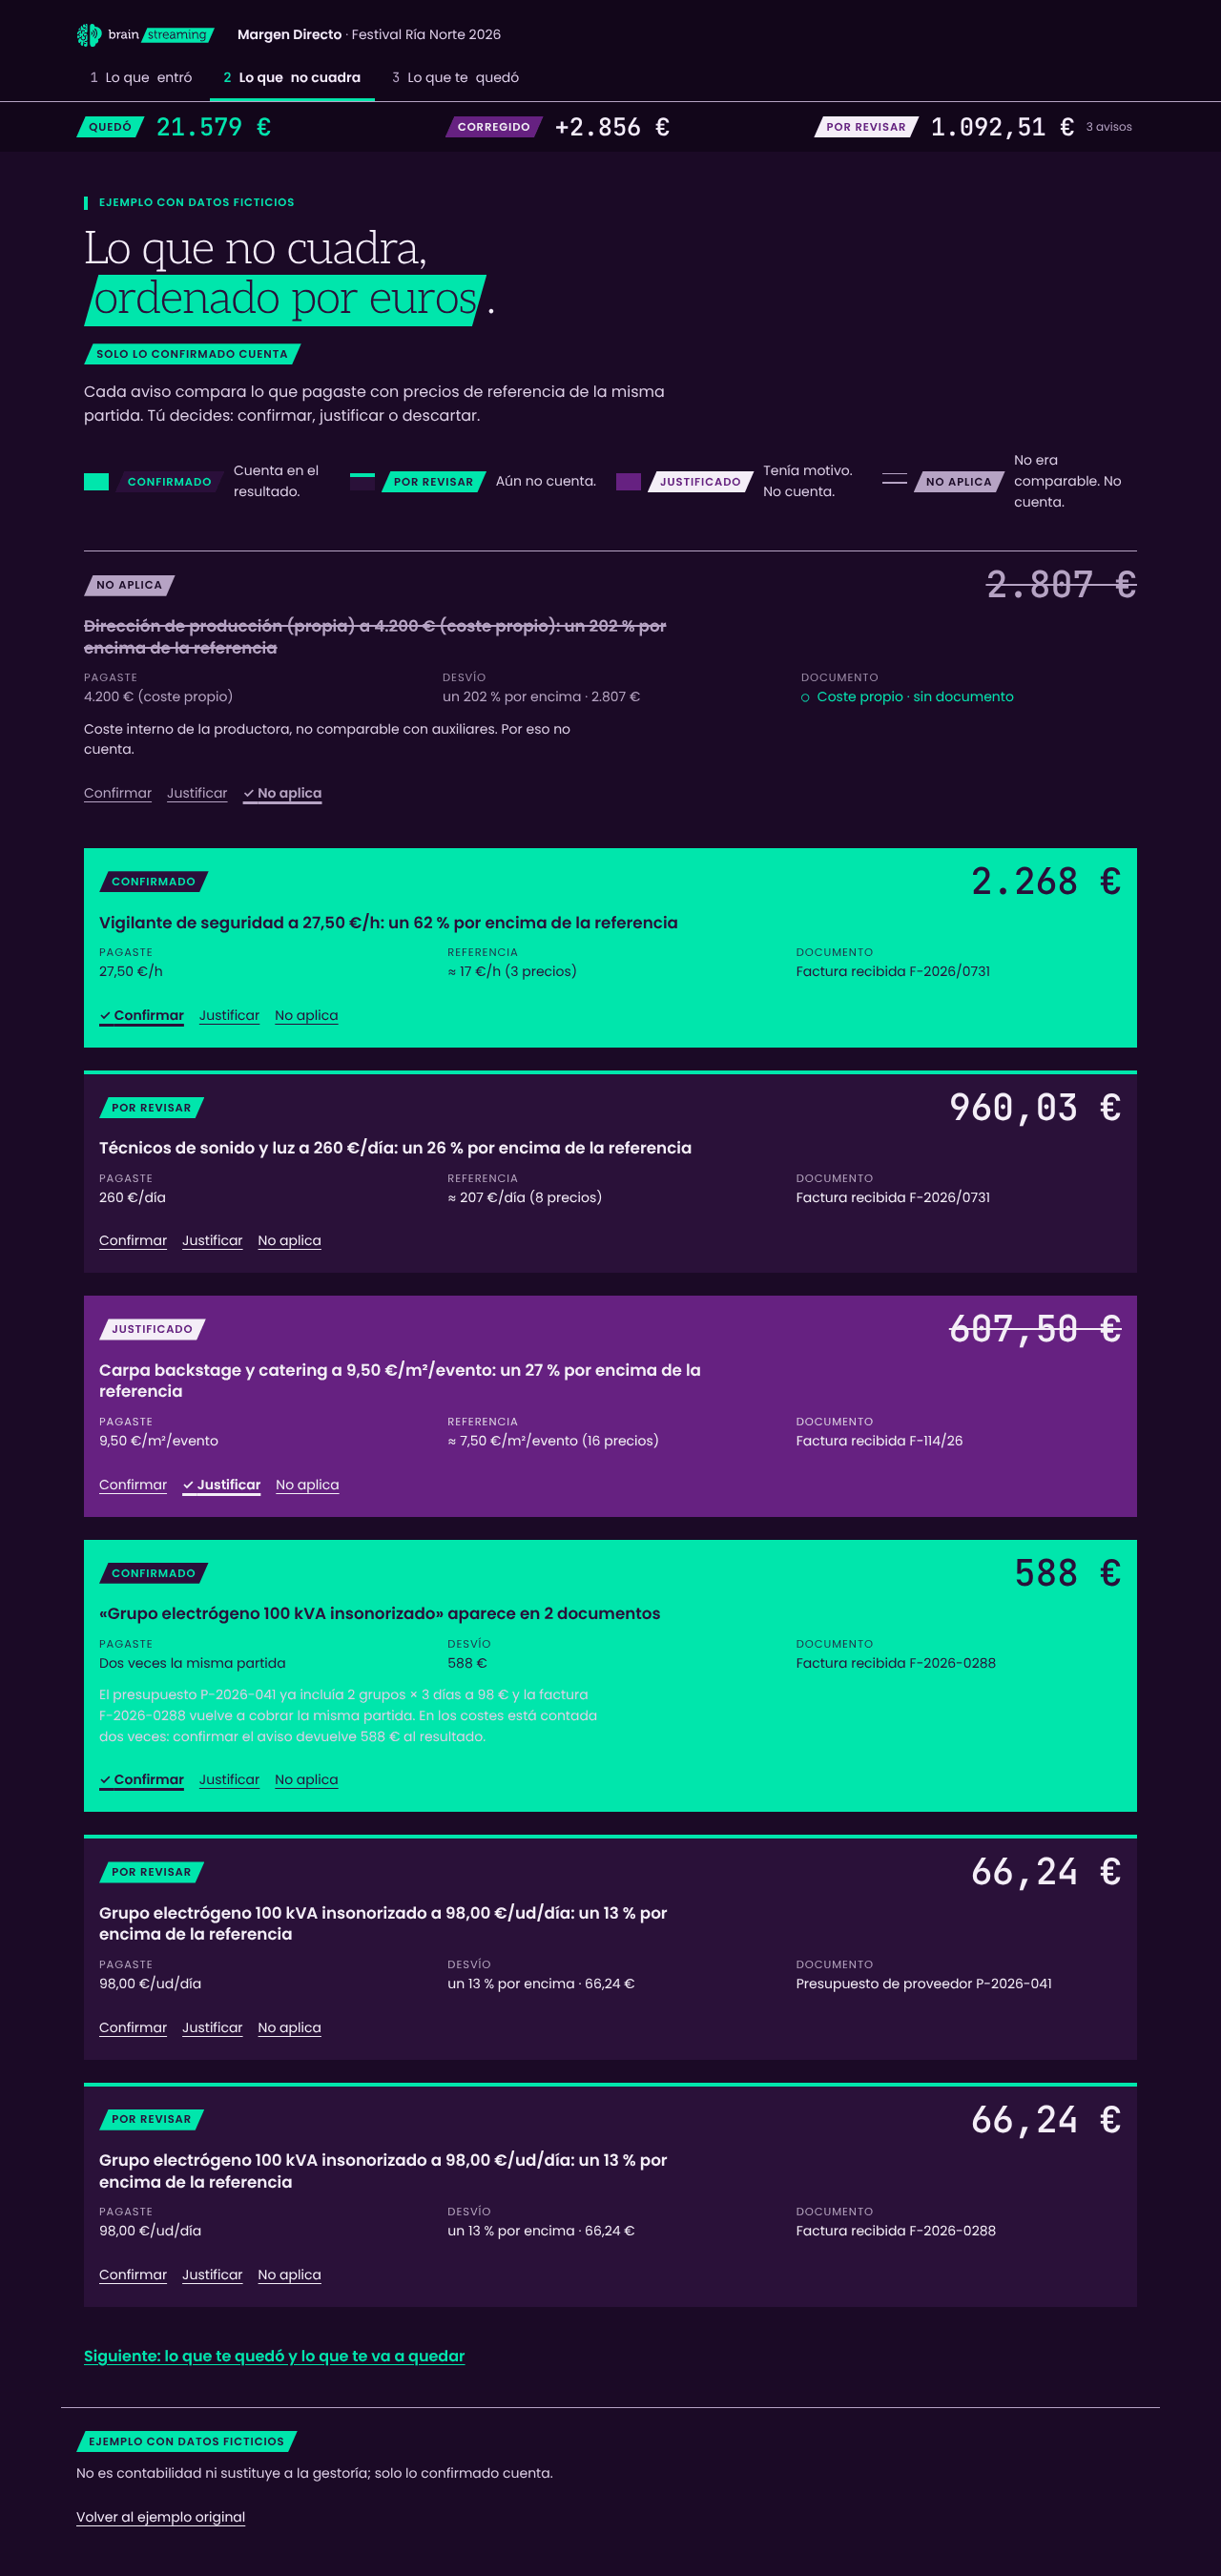 brain streaming Margen Directo · Festival Ría Norte 2026
1 Lo que entró 2 Lo que no cuadra 3 Lo que te quedó
QUEDÓ 21.579 € CORREGIDO +2.856 € POR REVISAR 1.092,51 € 3 avisos
EJEMPLO CON DATOS FICTICIOS
Lo que no cuadra,
ordenado por euros.
SOLO LO CONFIRMADO CUENTA
Cada aviso compara lo que pagaste con precios de referencia de la misma
partida. Tú decides: confirmar, justificar o descartar.
CONFIRMADO Cuenta en el
resultado.
POR REVISAR Aún no cuenta.
JUSTIFICADO Tenía motivo.
No cuenta.
NO APLICA No era
comparable. No
cuenta.
NO APLICA 2.807 €
Dirección de producción (propia) a 4.200 € (coste propio): un 202 % por
encima de la referencia
PAGASTE DESVÍO DOCUMENTO
4.200 € (coste propio) un 202 % por encima · 2.807 € ○ Coste propio · sin documento
Coste interno de la productora, no comparable con auxiliares. Por eso no
cuenta.
Confirmar Justificar ✓ No aplica
CONFIRMADO 2.268 €
Vigilante de seguridad a 27,50 €/h: un 62 % por encima de la referencia
PAGASTE REFERENCIA DOCUMENTO
27,50 €/h ≈ 17 €/h (3 precios) Factura recibida F-2026/0731
✓ Confirmar Justificar No aplica
POR REVISAR 960,03 €
Técnicos de sonido y luz a 260 €/día: un 26 % por encima de la referencia
PAGASTE REFERENCIA DOCUMENTO
260 €/día ≈ 207 €/día (8 precios) Factura recibida F-2026/0731
Confirmar Justificar No aplica
JUSTIFICADO 607,50 €
Carpa backstage y catering a 9,50 €/m²/evento: un 27 % por encima de la
referencia
PAGASTE REFERENCIA DOCUMENTO
9,50 €/m²/evento ≈ 7,50 €/m²/evento (16 precios) Factura recibida F-114/26
Confirmar ✓ Justificar No aplica
CONFIRMADO 588 €
«Grupo electrógeno 100 kVA insonorizado» aparece en 2 documentos
PAGASTE DESVÍO DOCUMENTO
Dos veces la misma partida 588 € Factura recibida F-2026-0288
El presupuesto P-2026-041 ya incluía 2 grupos × 3 días a 98 € y la factura
F-2026-0288 vuelve a cobrar la misma partida. En los costes está contada
dos veces: confirmar el aviso devuelve 588 € al resultado.
✓ Confirmar Justificar No aplica
POR REVISAR 66,24 €
Grupo electrógeno 100 kVA insonorizado a 98,00 €/ud/día: un 13 % por
encima de la referencia
PAGASTE DESVÍO DOCUMENTO
98,00 €/ud/día un 13 % por encima · 66,24 € Presupuesto de proveedor P-2026-041
Confirmar Justificar No aplica
POR REVISAR 66,24 €
Grupo electrógeno 100 kVA insonorizado a 98,00 €/ud/día: un 13 % por
encima de la referencia
PAGASTE DESVÍO DOCUMENTO
98,00 €/ud/día un 13 % por encima · 66,24 € Factura recibida F-2026-0288
Confirmar Justificar No aplica
Siguiente: lo que te quedó y lo que te va a quedar
EJEMPLO CON DATOS FICTICIOS
No es contabilidad ni sustituye a la gestoría; solo lo confirmado cuenta.
Volver al ejemplo original